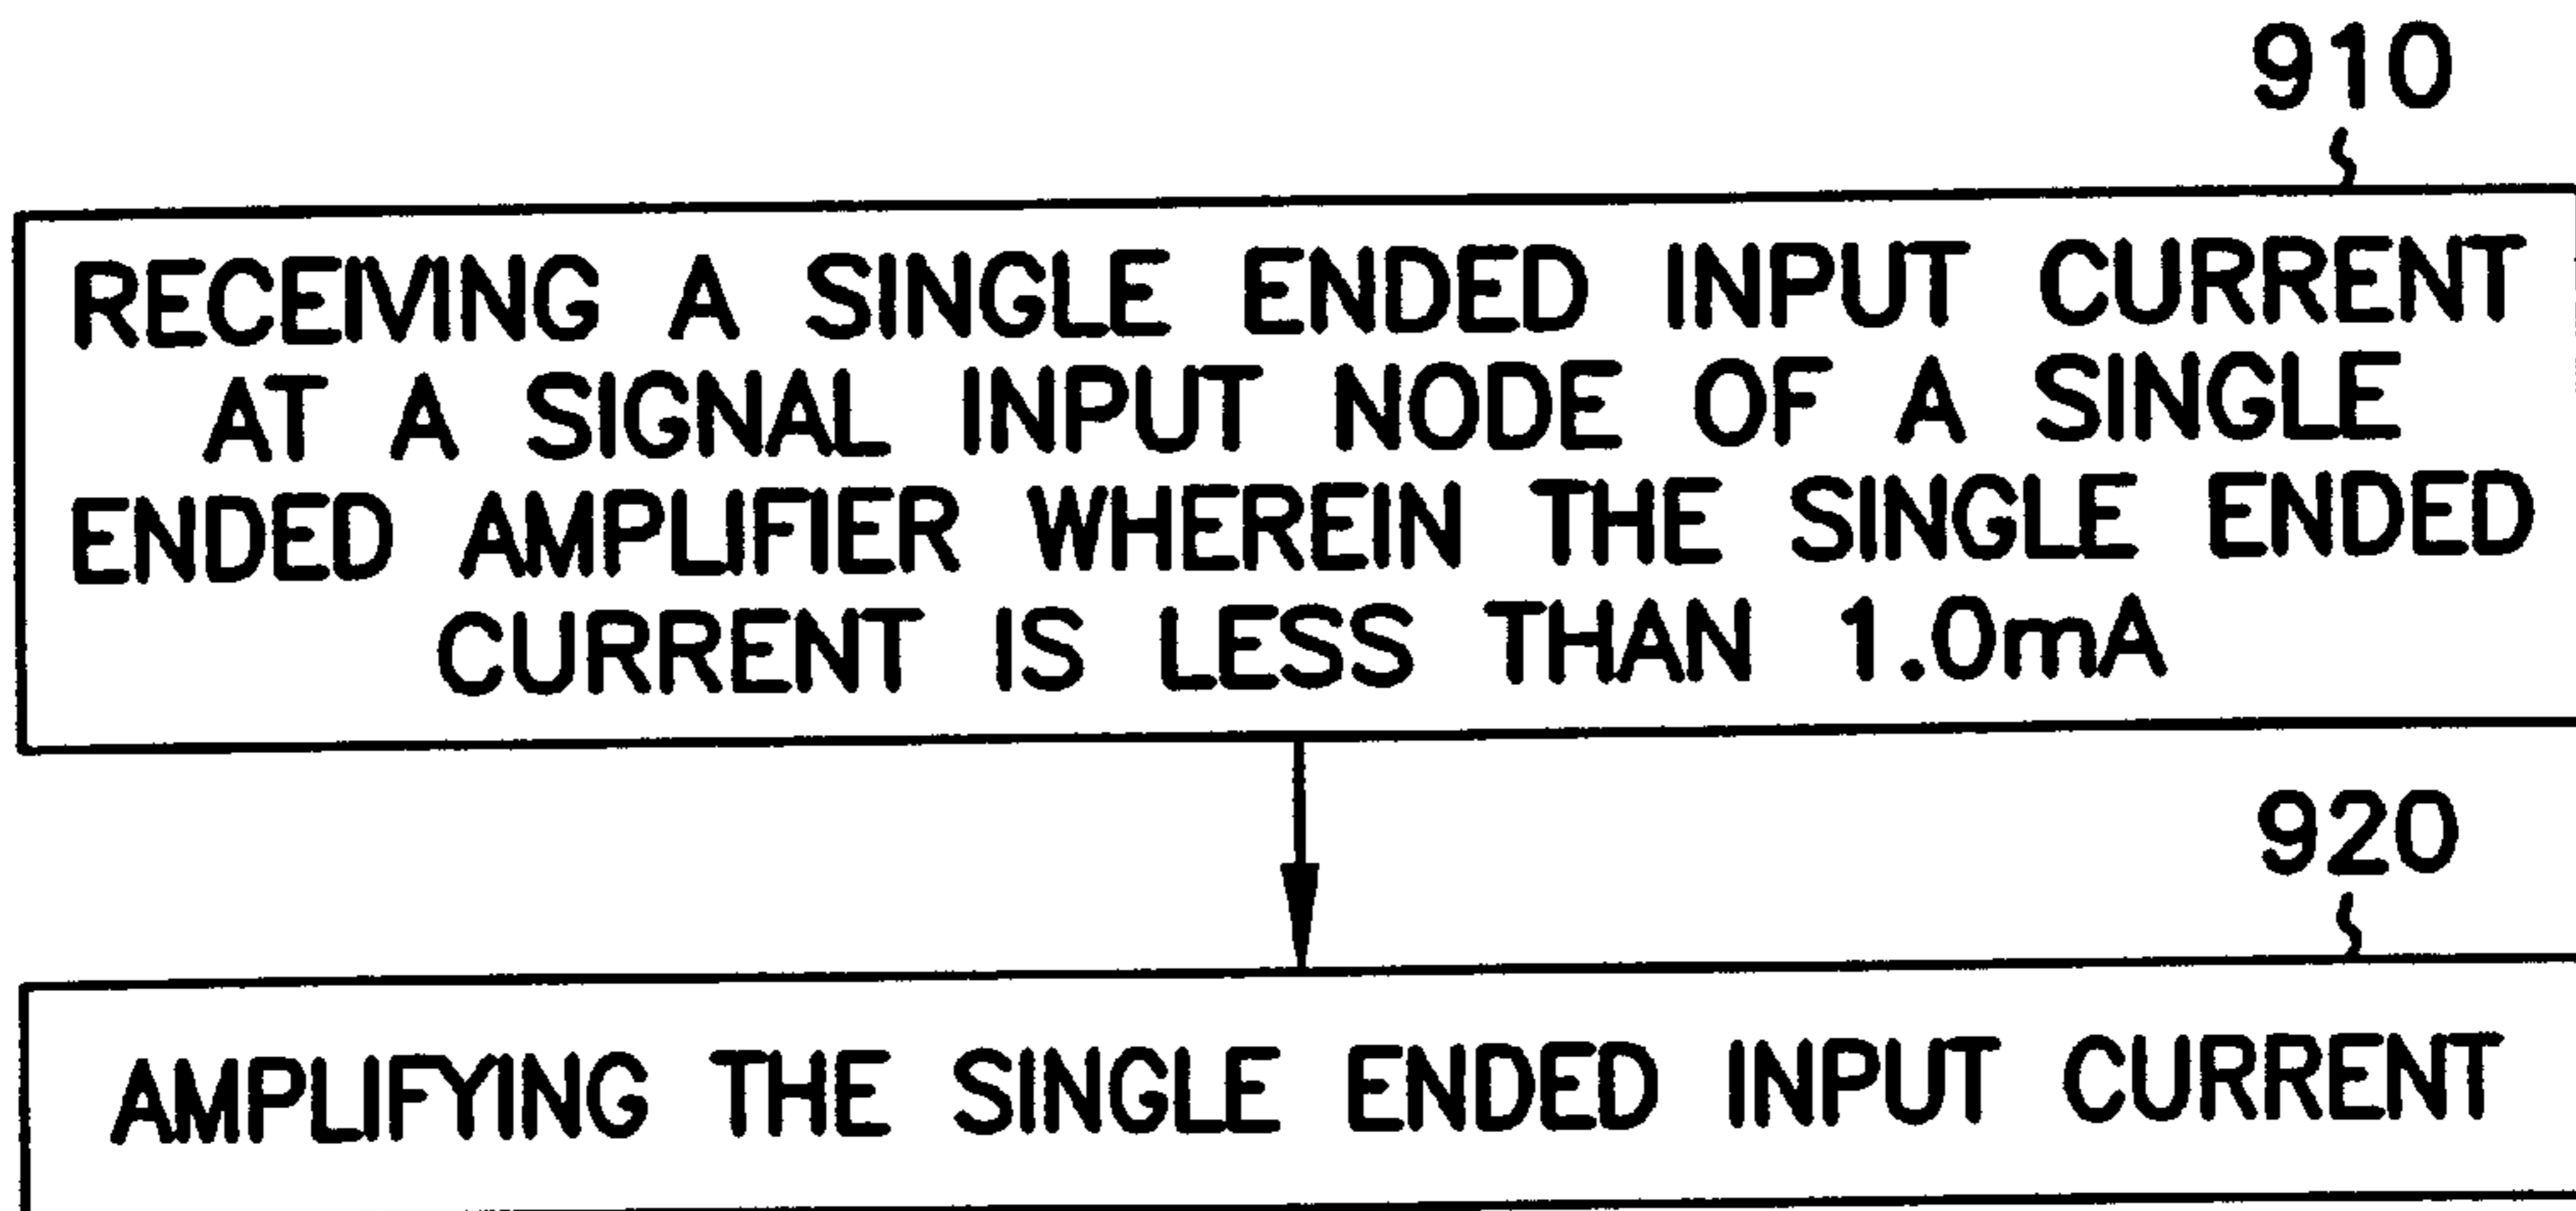 910
RECEIVING A SINGLE ENDED INPUT CURRENT
AT A SIGNAL INPUT NODE OF A SINGLE
ENDED AMPLIFIER WHEREIN THE SINGLE ENDED
CURRENT IS LESS THAN 1.0mA
920
AMPLIFYING THE SINGLE ENDED INPUT CURRENT